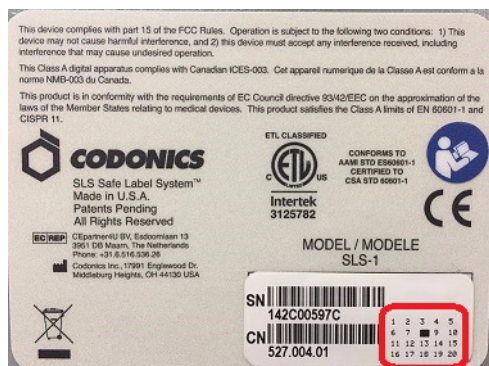 This device complies with part 15 of the FCC Rules. Operation is subject to the following two conditions: 1) This
device may not cause harmful interference, and 2) this device must accept any interference received, including
interference that may cause undesired operation.
This Class A digital apparatus complies with Canadian ICES-003. Cet appareil numerique de la Classe A est conform a la
norme NMB-003 du Canada.
This product is in conformity with the requirements of EC Council directive 93/42/EEC on the approximation of the
laws of the Member States relating to medical devices. This product satisfies the Class A limits of EN 60601-1 and
CISPR 11.
CODONICS
SLS Safe Label System™
Made in U.S.A.
Patents Pending
All Rights Reserved
EC REP
CEpartner4U BV, Esdoornlaan 13
3951 DB Maarn, The Netherlands
Phone: +31.6.516.536.26
Codonics Inc., 17991 Englewood Dr.
Middleburg Heights, OH 44130 USA
ETL CLASSIFIED
C ETL US
Intertek
3125782
CONFORMS TO
AAMI STD ES60601-1
CERTIFIED TO
CSA STD 60601-1
CE
MODEL / MODELE
SLS-1
SN
142C00597C
CN
527.004.01
1 2 3 4 5
6 7 9 10
11 12 13 14 15
16 17 18 19 20